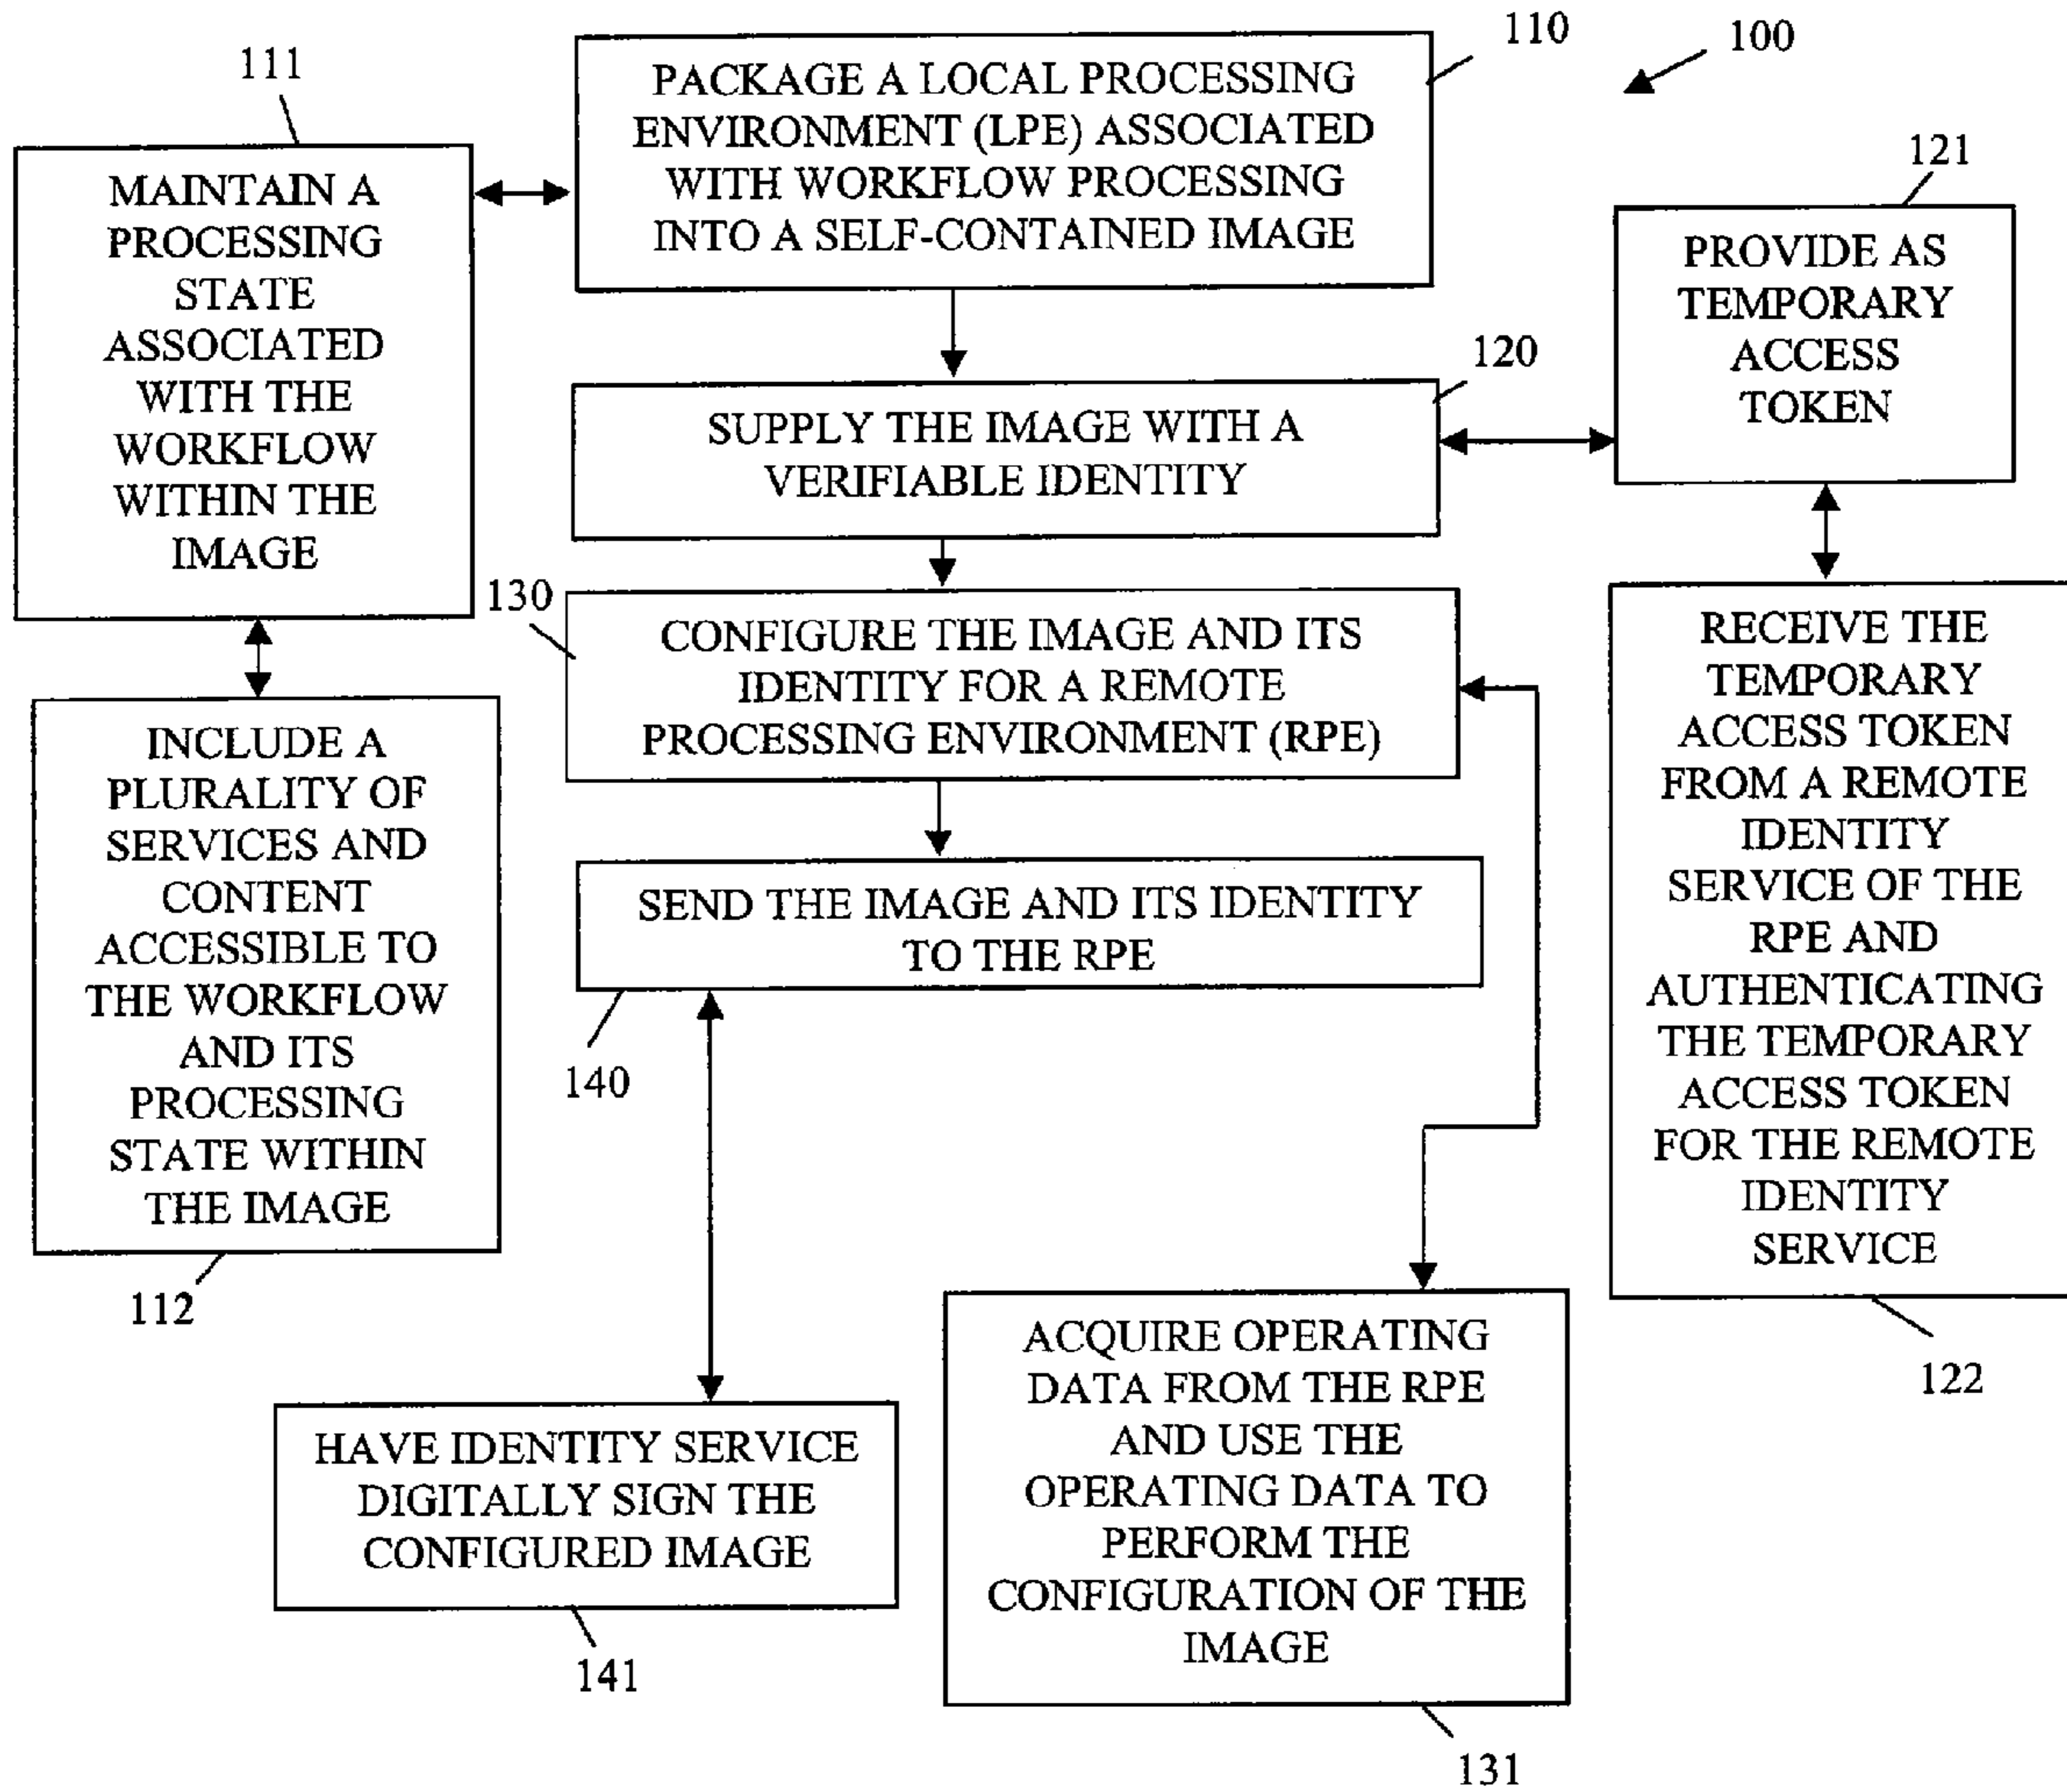 100
110
PACKAGE A LOCAL PROCESSING
ENVIRONMENT (LPE) ASSOCIATED
WITH WORKFLOW PROCESSING
INTO A SELF-CONTAINED IMAGE
111
MAINTAIN A
PROCESSING
STATE
ASSOCIATED
WITH THE
WORKFLOW
WITHIN THE
IMAGE
112
INCLUDE A
PLURALITY OF
SERVICES AND
CONTENT
ACCESSIBLE TO
THE WORKFLOW
AND ITS
PROCESSING
STATE WITHIN
THE IMAGE
120
SUPPLY THE IMAGE WITH A
VERIFIABLE IDENTITY
121
PROVIDE AS
TEMPORARY
ACCESS
TOKEN
122
RECEIVE THE
TEMPORARY
ACCESS TOKEN
FROM A REMOTE
IDENTITY
SERVICE OF THE
RPE AND
AUTHENTICATING
THE TEMPORARY
ACCESS TOKEN
FOR THE REMOTE
IDENTITY
SERVICE
130
CONFIGURE THE IMAGE AND ITS
IDENTITY FOR A REMOTE
PROCESSING ENVIRONMENT (RPE)
140
SEND THE IMAGE AND ITS IDENTITY
TO THE RPE
141
HAVE IDENTITY SERVICE
DIGITALLY SIGN THE
CONFIGURED IMAGE
131
ACQUIRE OPERATING
DATA FROM THE RPE
AND USE THE
OPERATING DATA TO
PERFORM THE
CONFIGURATION OF THE
IMAGE